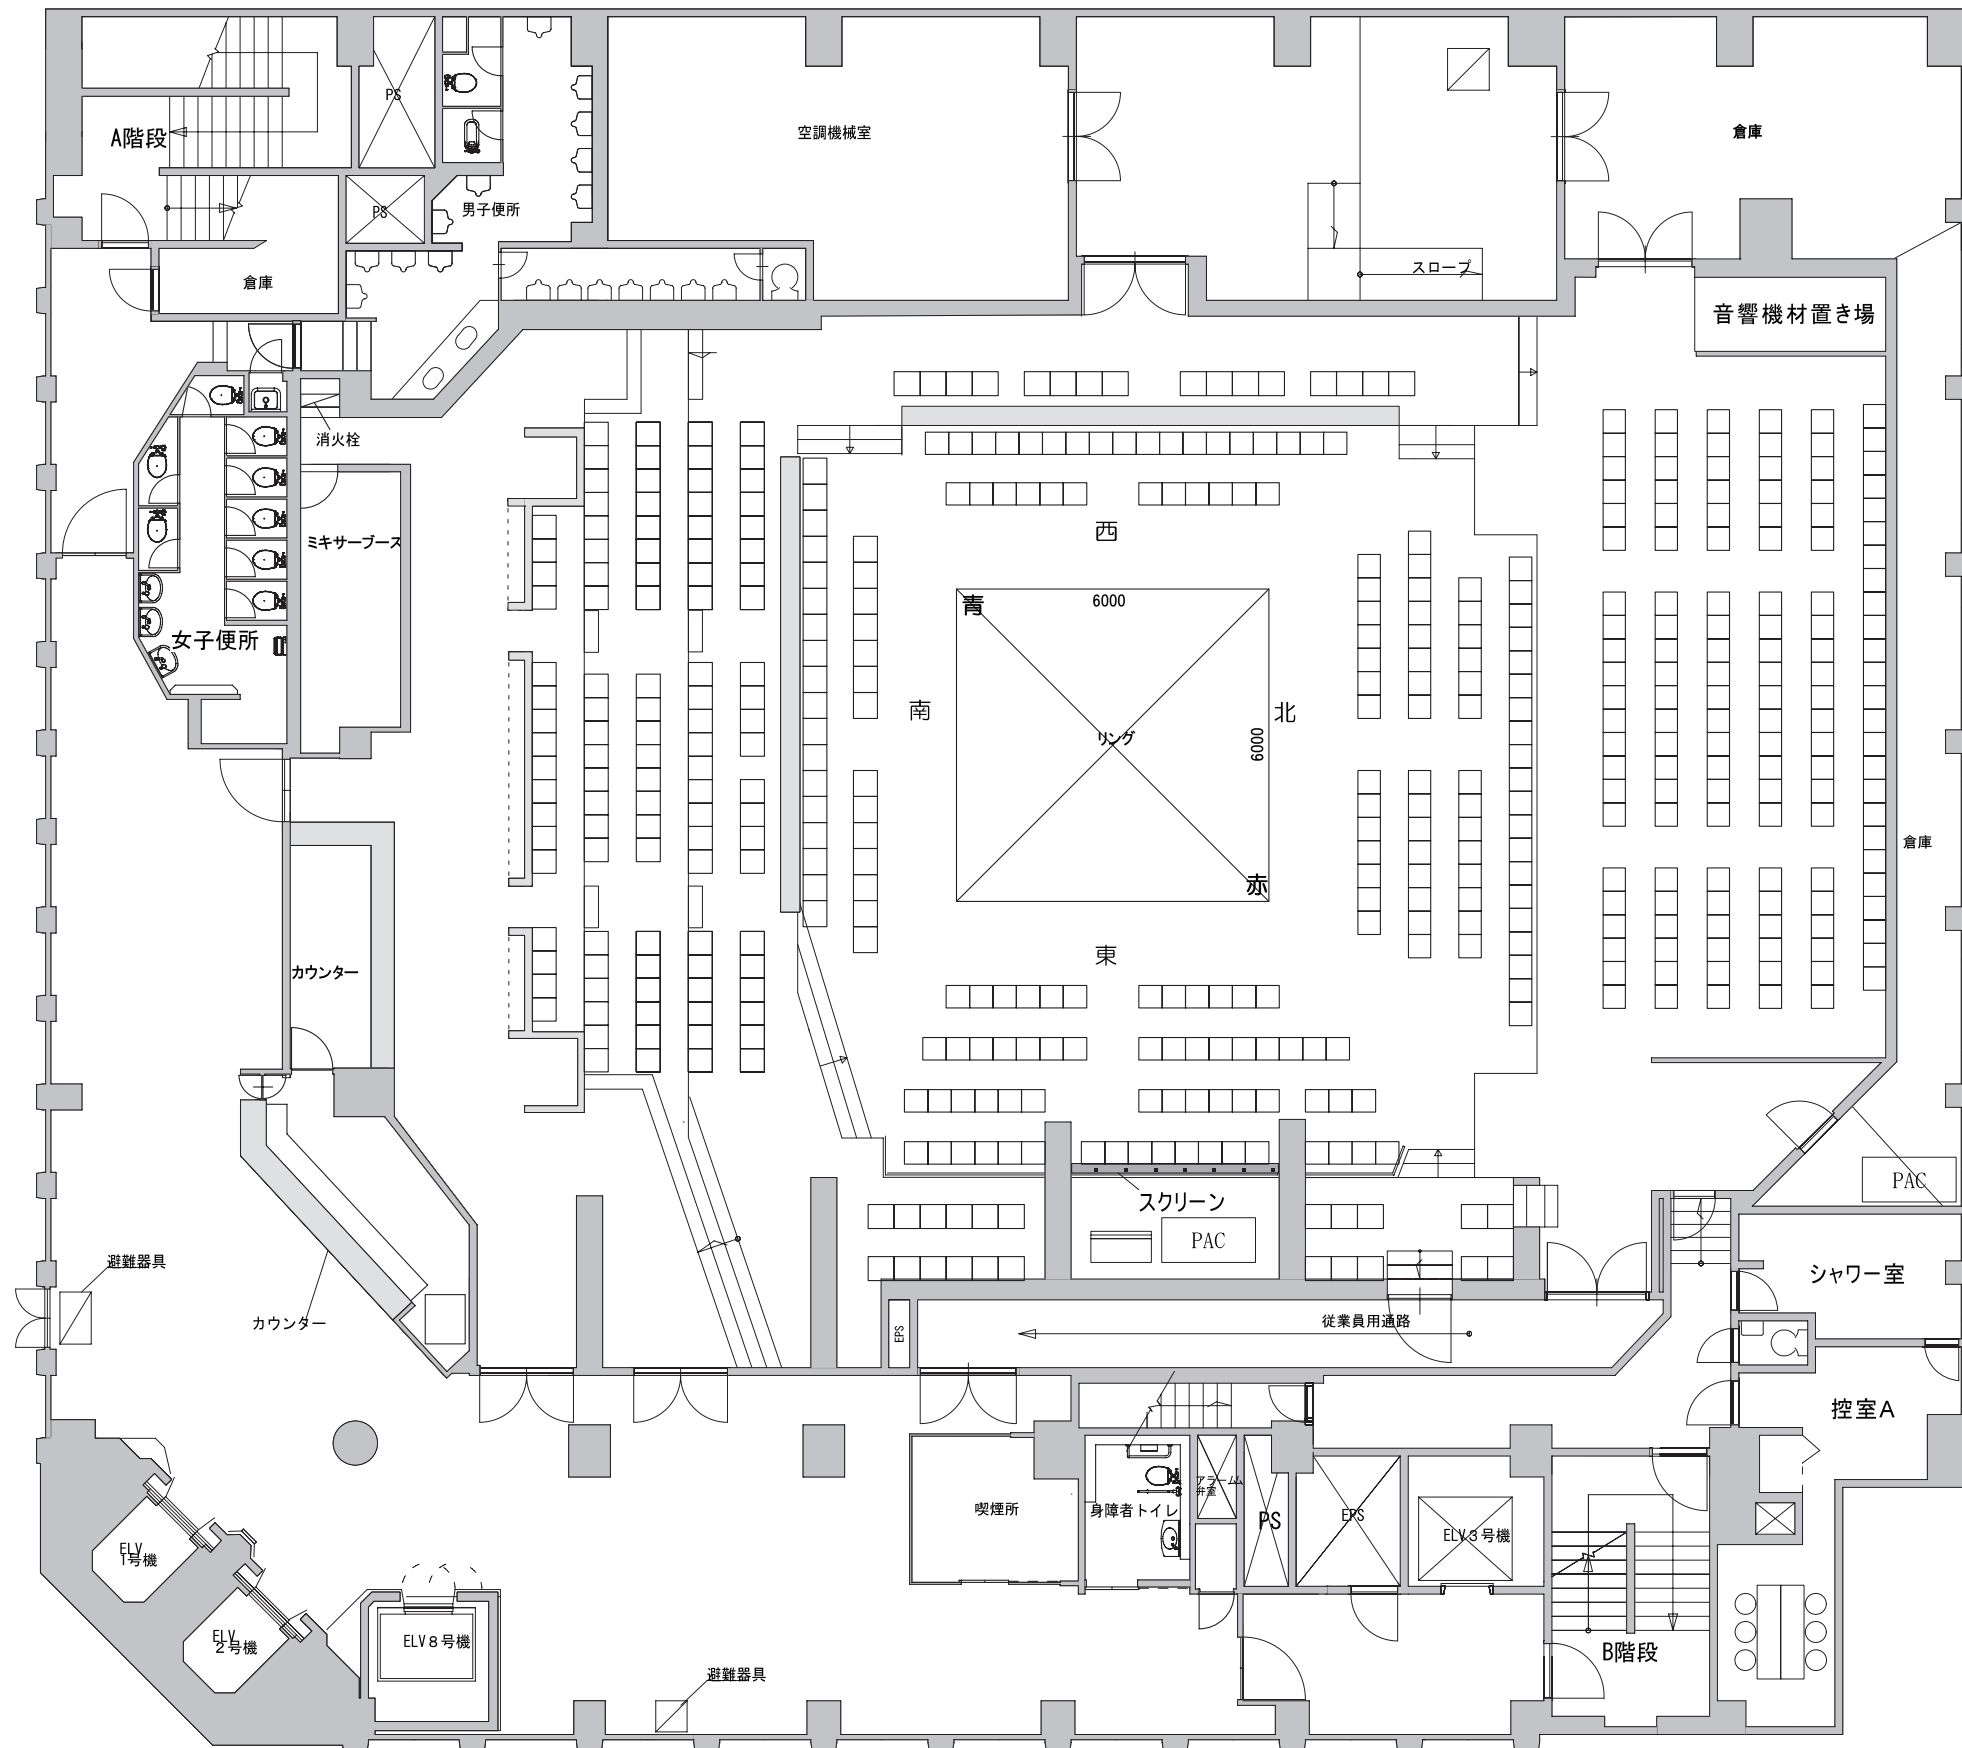 PS
空調機械室
倉庫
A階段
PS
男子便所
スロープ
倉庫
音響機材置き場
消火栓
西
ミキサーブース
青
6000
女子便所
南
北
リング
6000
倉庫
赤
東
カウンター
PAC
スクリーン
PAC
避難器具
シャワー室
カウンター
EPS
従業員用通路
控室A
アラーム
弁室
喫煙所
身障者トイレ
PS
EPS
ELV３号機
ELV
1号機
ELV
２号機
ELV８号機
B階段
避難器具